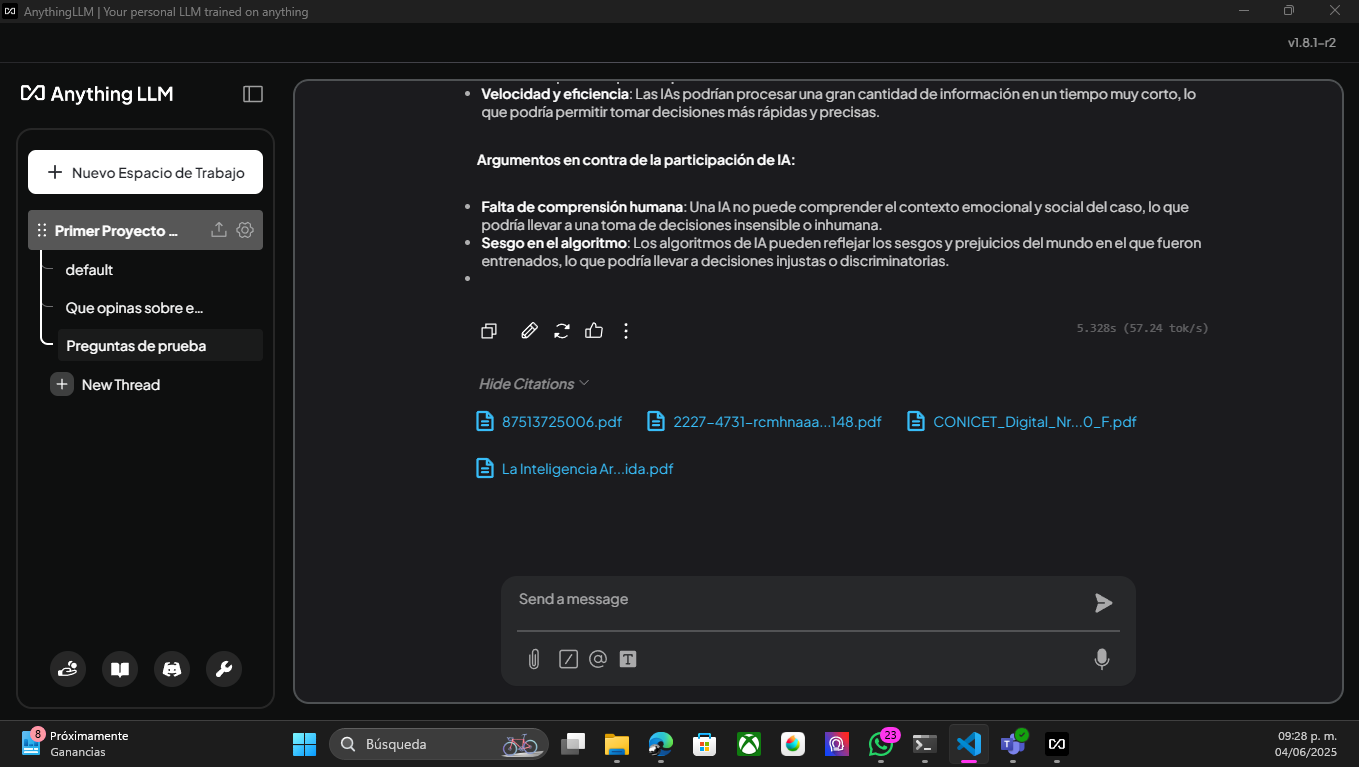 AnythingLLM | Your personal LLM trained on anything
v1.8.1-r2
Anything LLM
Nuevo Espacio de Trabajo
Primer Proyecto ...
default
Que opinas sobre e...
Preguntas de prueba
New Thread
Velocidad y eficiencia: Las IAs podrían procesar una gran cantidad de información en un tiempo muy corto, lo
que podría permitir tomar decisiones más rápidas y precisas.
Argumentos en contra de la participación de IA:
Falta de comprensión humana: Una IA no puede comprender el contexto emocional y social del caso, lo que
podría llevar a una toma de decisiones insensible o inhumana.
Sesgo en el algoritmo: Los algoritmos de IA pueden reflejar los sesgos y prejuicios del mundo en el que fueron
entrenados, lo que podría llevar a decisiones injustas o discriminatorias.
5.328s (57.24 tok/s)
Hide Citations
87513725006.pdf 2227-4731-rcmhnaaa...148.pdf CONICET_Digital_Nr...0_F.pdf
La Inteligencia Ar...ida.pdf
Send a message
8
Próximamente
Ganancias
Búsqueda
23
09:28 p. m.
04/06/2025